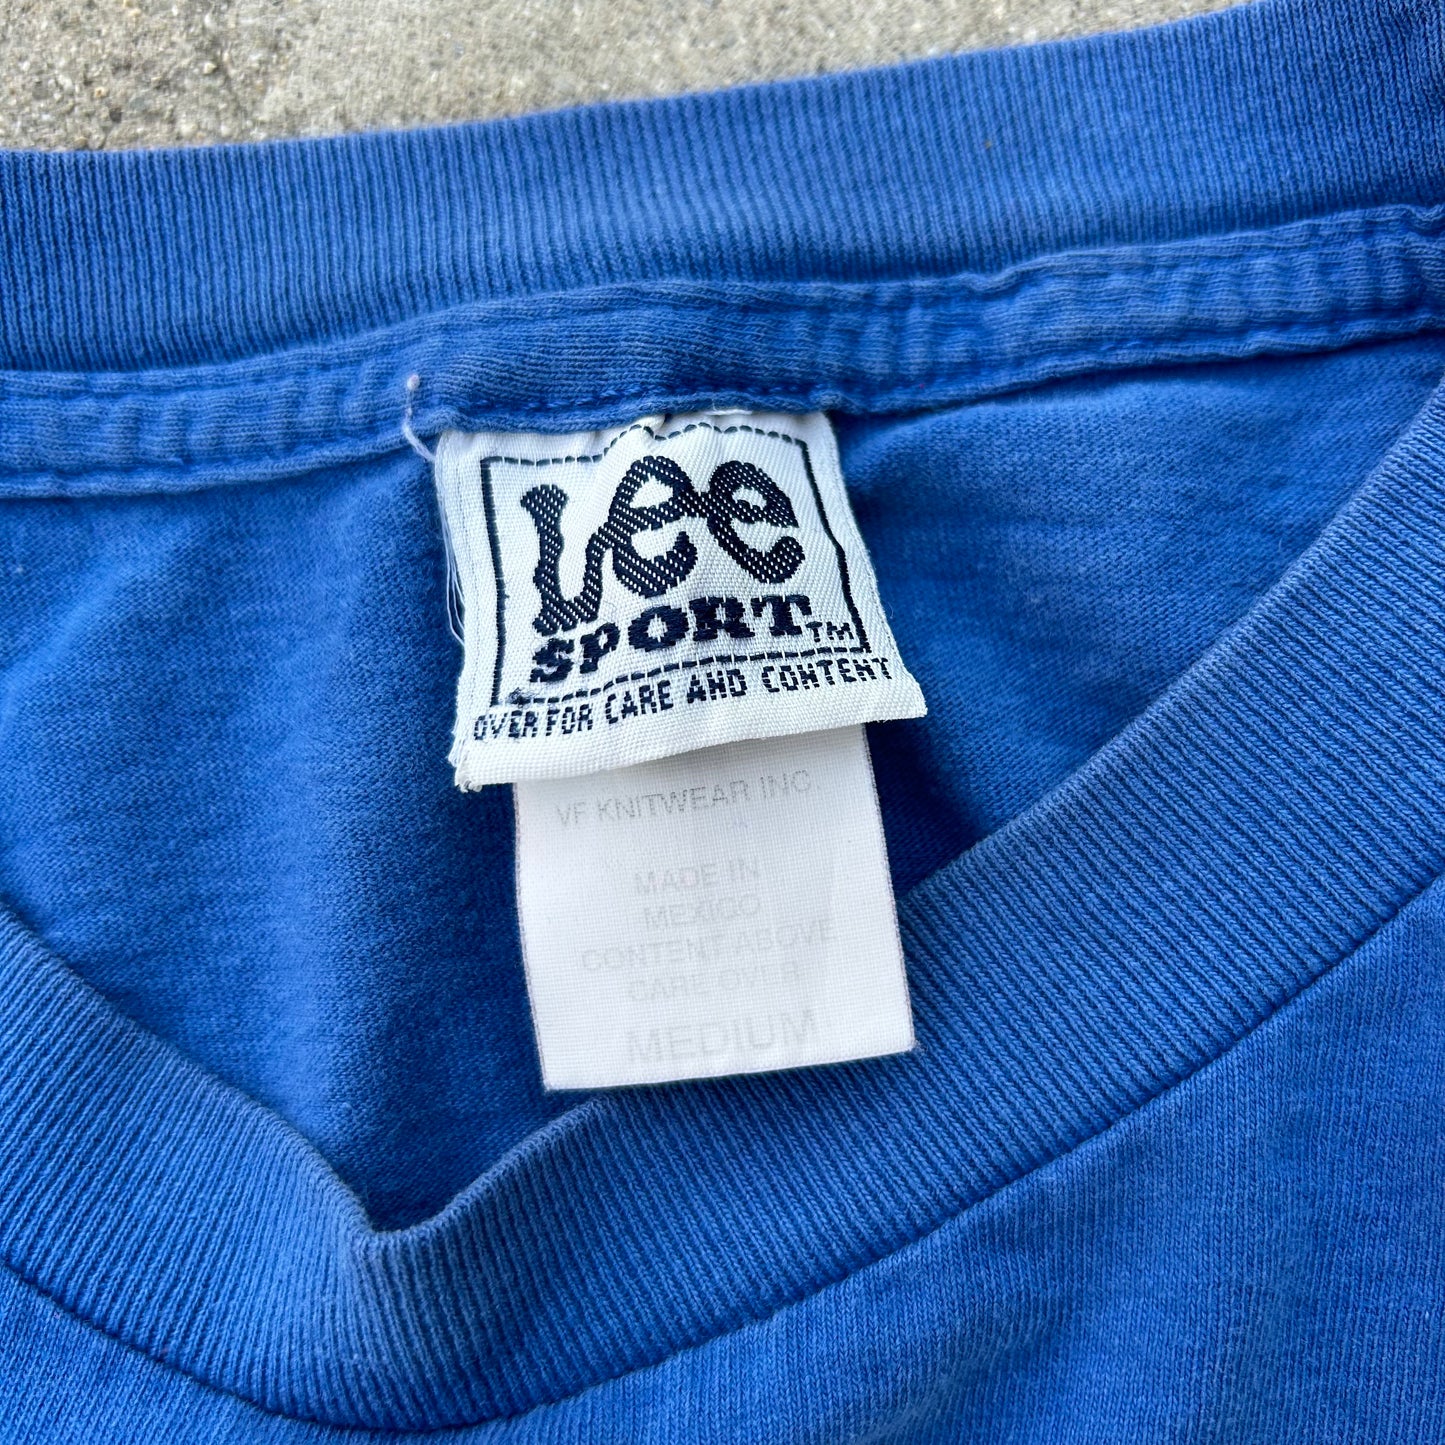 Lee
SPORT TM
OVER FOR CARE AND CONTENT
VF KNITWEAR INC.
MADE IN
MEXICO
CONTENT ABOVE
CARE OVER
MEDIUM